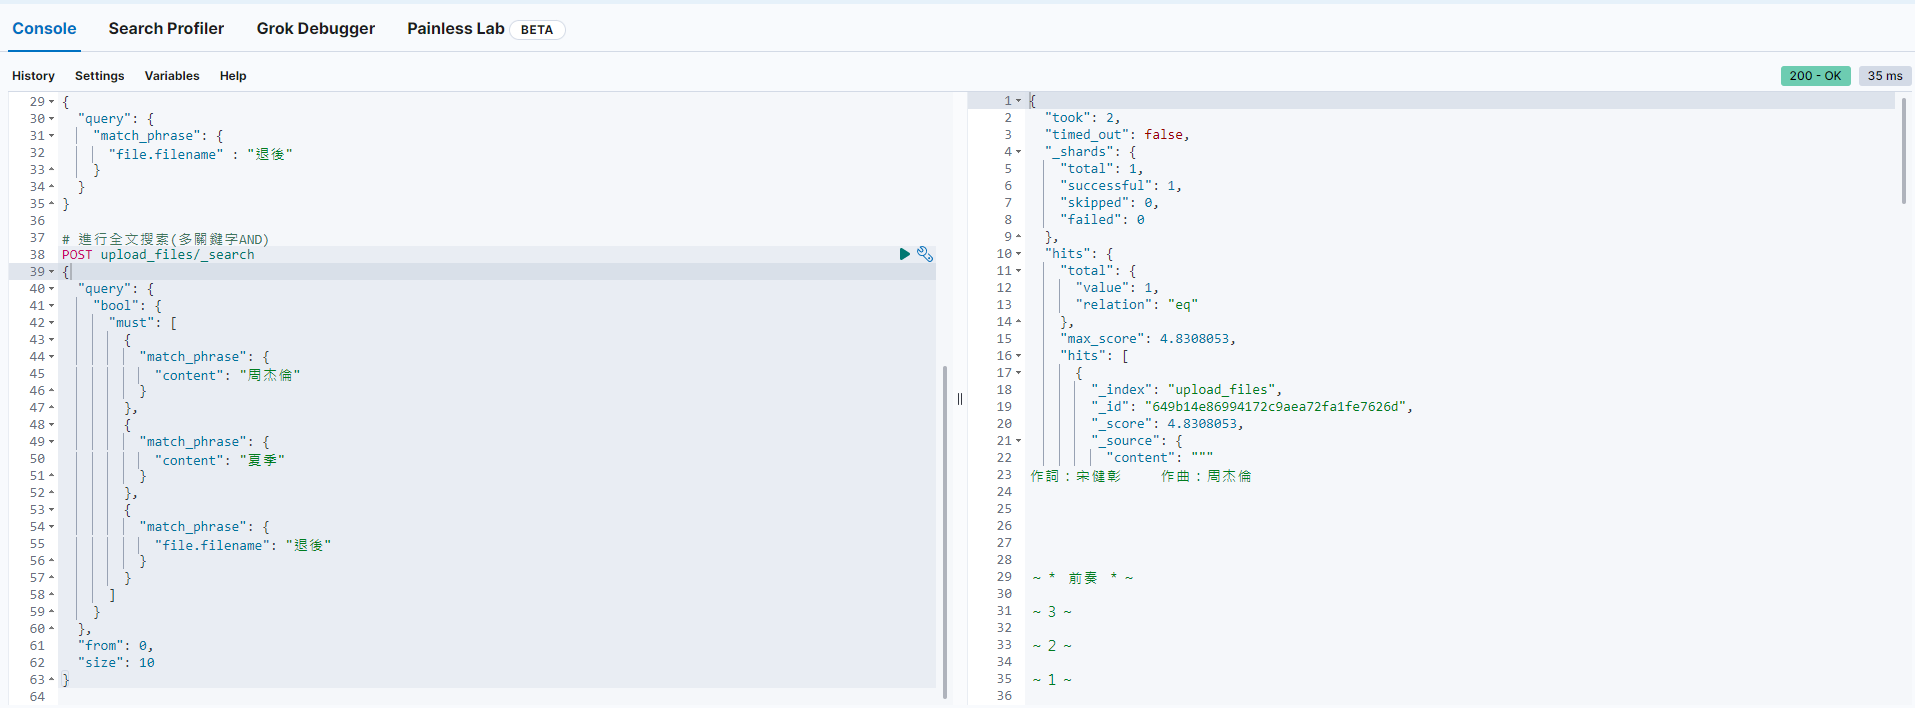 Console Search Profiler Grok Debugger Painless Lab BETA
History Settings Variables Help 200 - OK 35 ms
29 {
30 "query": {
31 "match_phrase": {
32 "file.filename" : "退後"
33 }
34 }
35 }
36
37 # 進行全文搜索(多關鍵字AND)
38 POST upload_files/_search
39 {
40 "query": {
41 "bool": {
42 "must": [
43 {
44 "match_phrase": {
45 "content": "周杰倫"
46 }
47 },
48 {
49 "match_phrase": {
50 "content": "夏季"
51 }
52 },
53 {
54 "match_phrase": {
55 "file.filename": "退後"
56 }
57 }
58 ]
59 }
60 },
61 "from": 0,
62 "size": 10
63 }
64
1 {
2 "took": 2,
3 "timed_out": false,
4 "_shards": {
5 "total": 1,
6 "successful": 1,
7 "skipped": 0,
8 "failed": 0
9 },
10 "hits": {
11 "total": {
12 "value": 1,
13 "relation": "eq"
14 },
15 "max_score": 4.8308053,
16 "hits": [
17 {
18 "_index": "upload_files",
19 "_id": "649b14e86994172c9aea72fa1fe7626d",
20 "_score": 4.8308053,
21 "_source": {
22 "content": """
23 作詞：宋健彰 作曲：周杰倫
24
25
26
27
28
29 ~ * 前奏 * ~
30
31 ~ 3 ~
32
33 ~ 2 ~
34
35 ~ 1 ~
36